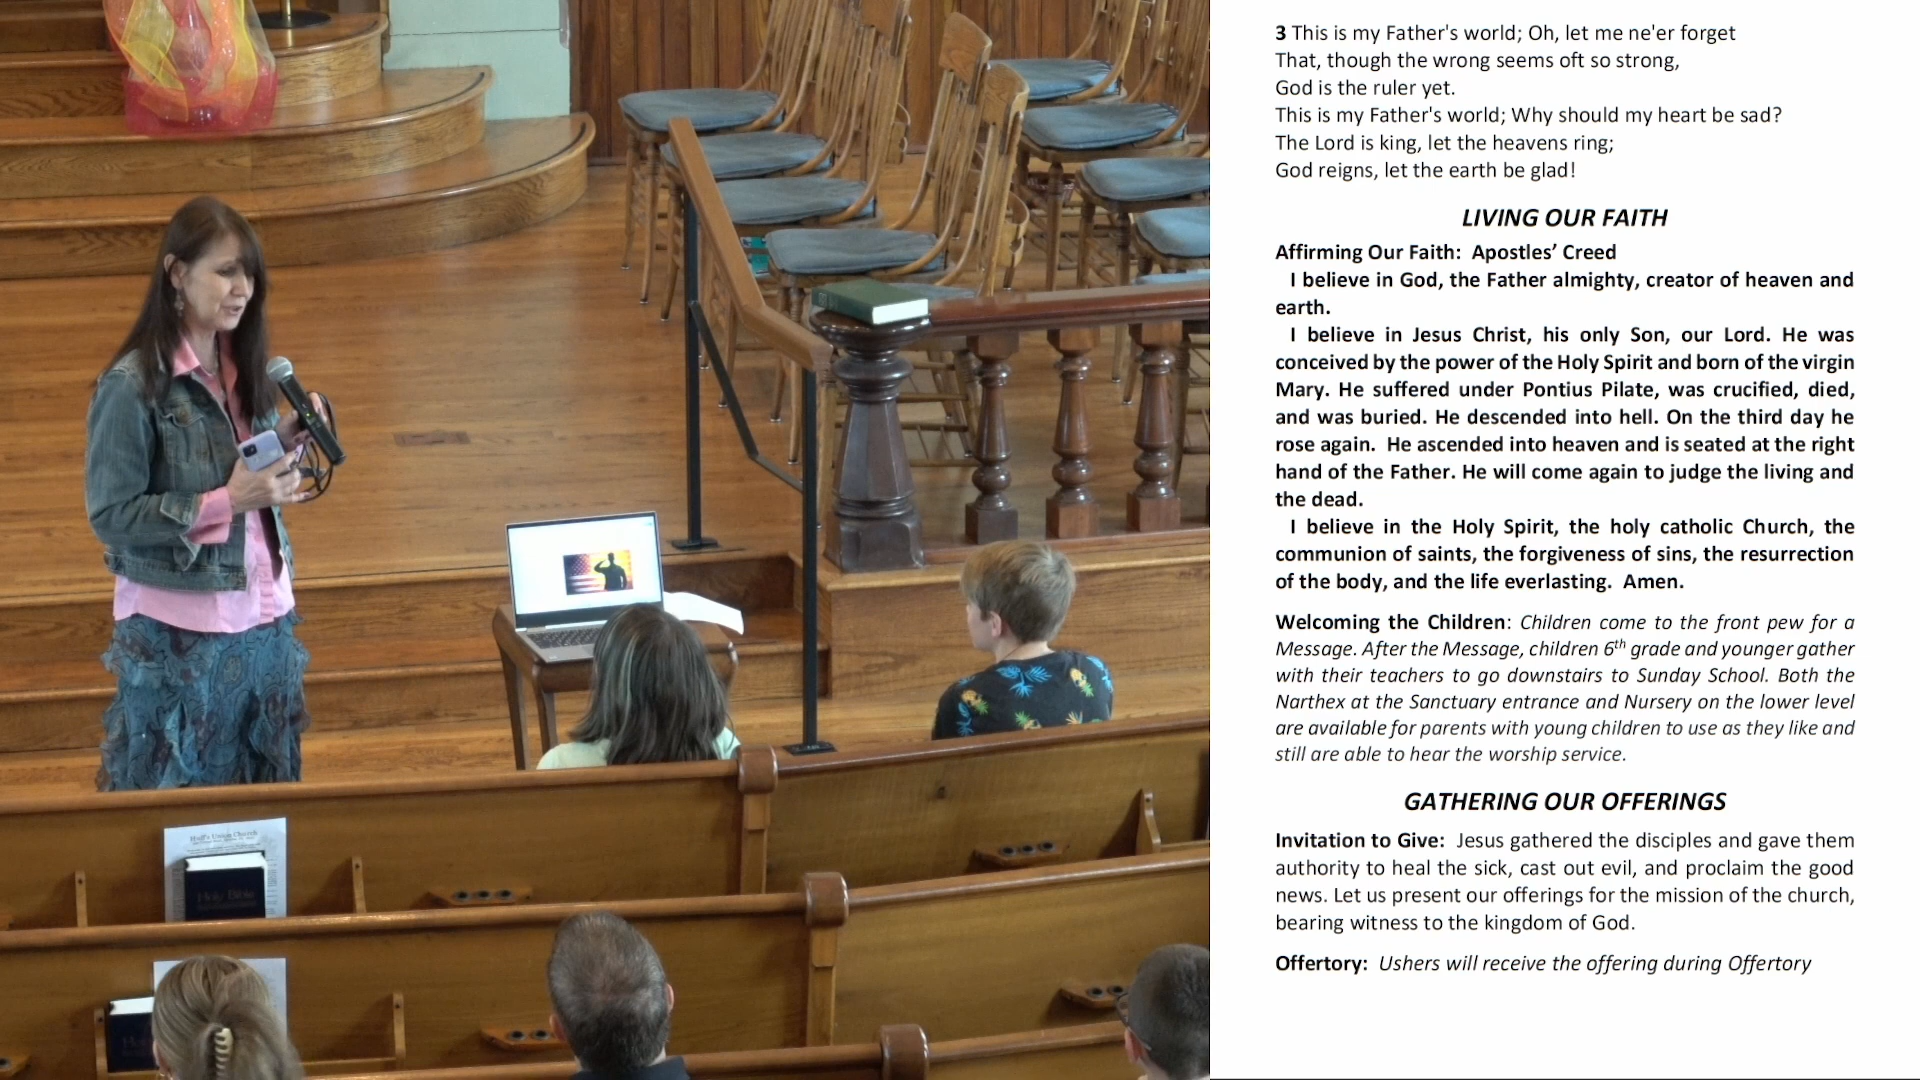 3 This is my Father's world; Oh, let me ne'er forget
That, though the wrong seems oft so strong,
God is the ruler yet.
This is my Father's world; Why should my heart be sad?
The Lord is king, let the heavens ring;
God reigns, let the earth be glad!
LIVING OUR FAITH
Affirming Our Faith: Apostles' Creed
I believe in God, the Father almighty, creator of heaven and
earth.
I believe in Jesus Christ, his only Son, our Lord. He was
conceived by the power of the Holy Spirit and born of the virgin
Mary. He suffered under Pontius Pilate, was crucified, died,
and was buried. He descended into hell. On the third day he
rose again. He ascended into heaven and is seated at the right
hand of the Father. He will come again to judge the living and
the dead.
I believe in the Holy Spirit, the holy catholic Church, the
communion of saints, the forgiveness of sins, the resurrection
of the body, and the life everlasting. Amen.
Welcoming the Children: Children come to the front pew for a
Message. After the Message, children 6th grade and younger gather
with their teachers to go downstairs to Sunday School. Both the
Narthex at the Sanctuary entrance and Nursery on the lower level
are available for parents with young children to use as they like and
still are able to hear the worship service.
GATHERING OUR OFFERINGS
Invitation to Give: Jesus gathered the disciples and gave them
authority to heal the sick, cast out evil, and proclaim the good
news. Let us present our offerings for the mission of the church,
bearing witness to the kingdom of God.
Offertory: Ushers will receive the offering during Offertory
Huff's Union Church
Holy Bible